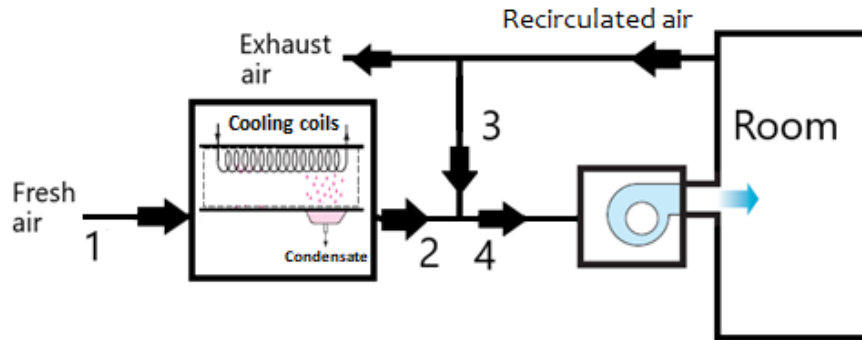 Recirculated air
Exhaust
air
Cooling coils
3
Room
Fresh
air
1
2
4
Condensate